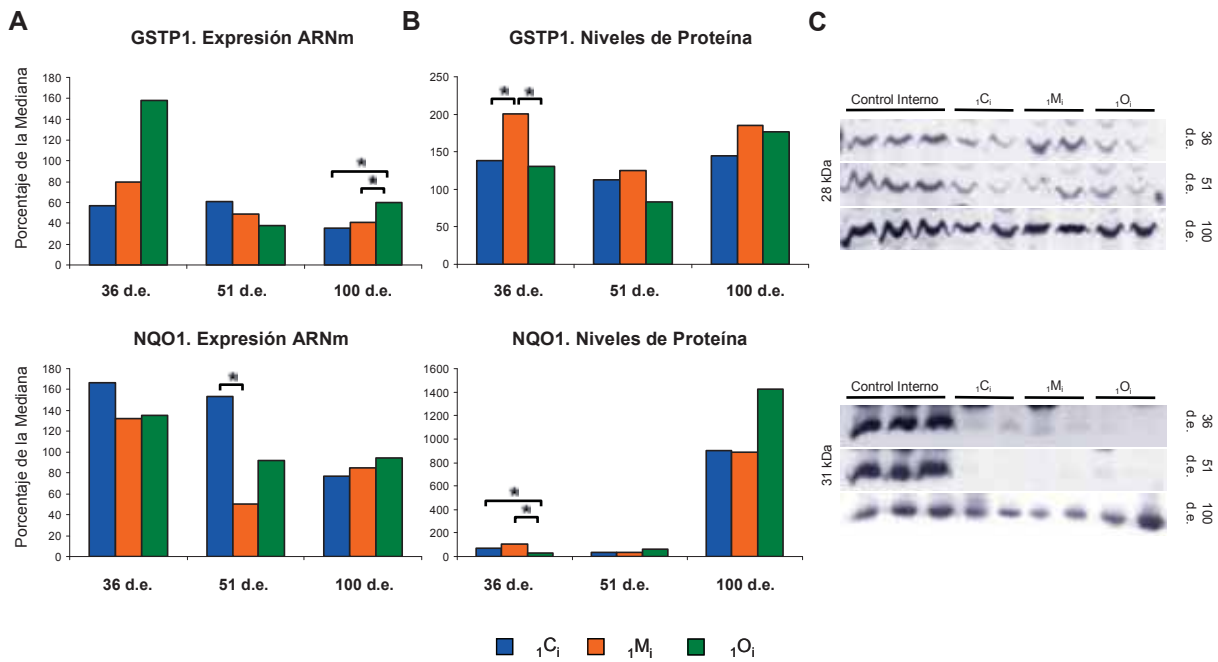 A
B
C
GSTP1. Expresión ARNm
Porcentaje de la Mediana
180
160
140
120
100
80
60
40
20
0
36 d.e.
51 d.e.
100 d.e.
GSTP1. Niveles de Proteína
250
200
150
100
50
0
36 d.e.
51 d.e.
100 d.e.
Control Interno
₁Cᵢ
₁Mᵢ
₁Oᵢ
28 kDa
36 d.e.
51 d.e.
100 d.e.
NQO1. Expresión ARNm
Porcentaje de la Mediana
180
160
140
120
100
80
60
40
20
0
36 d.e.
51 d.e.
100 d.e.
NQO1. Niveles de Proteína
1600
1400
1200
1000
800
600
400
200
0
36 d.e.
51 d.e.
100 d.e.
Control Interno
₁Cᵢ
₁Mᵢ
₁Oᵢ
31 kDa
36 d.e.
51 d.e.
100 d.e.
₁Cᵢ
₁Mᵢ
₁Oᵢ